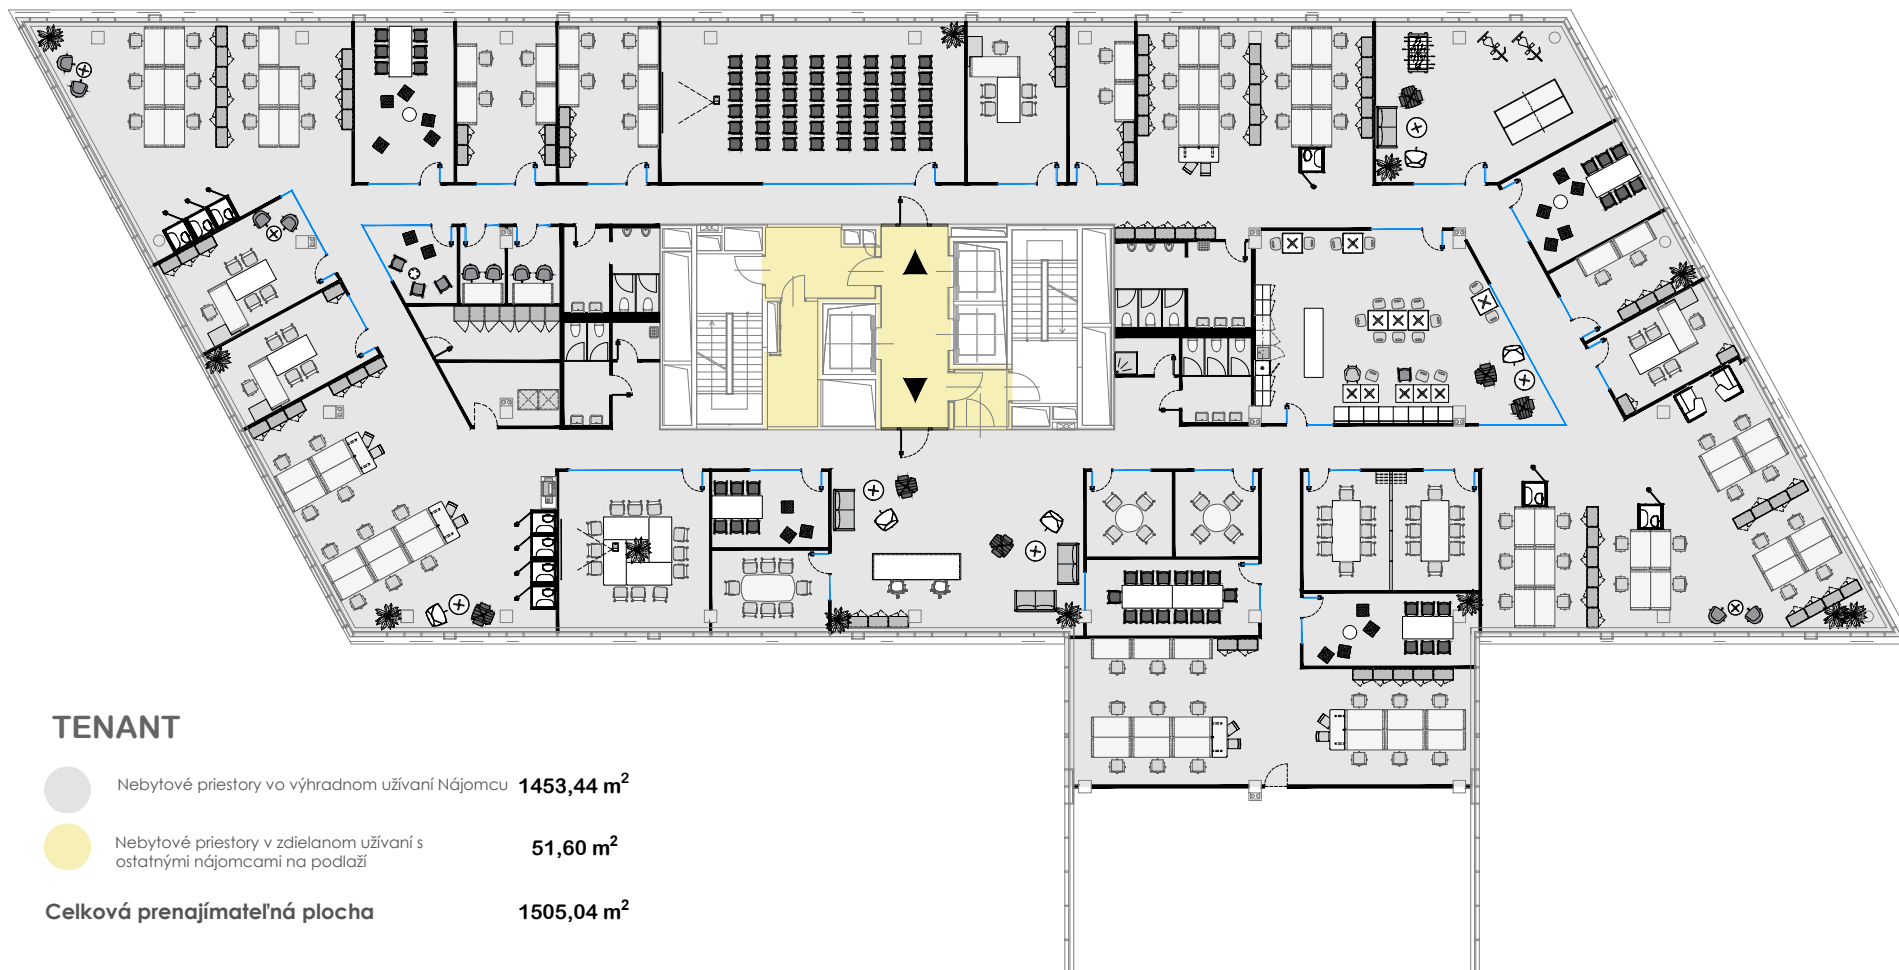 TENANT
Nebytové priestory vo výhradnom užívaní Nájomcu 1453,44 m²
Nebytové priestory v zdielanom užívaní s
ostatnými nájomcami na podlaží 51,60 m²
Celková prenajímateľná plocha 1505,04 m²